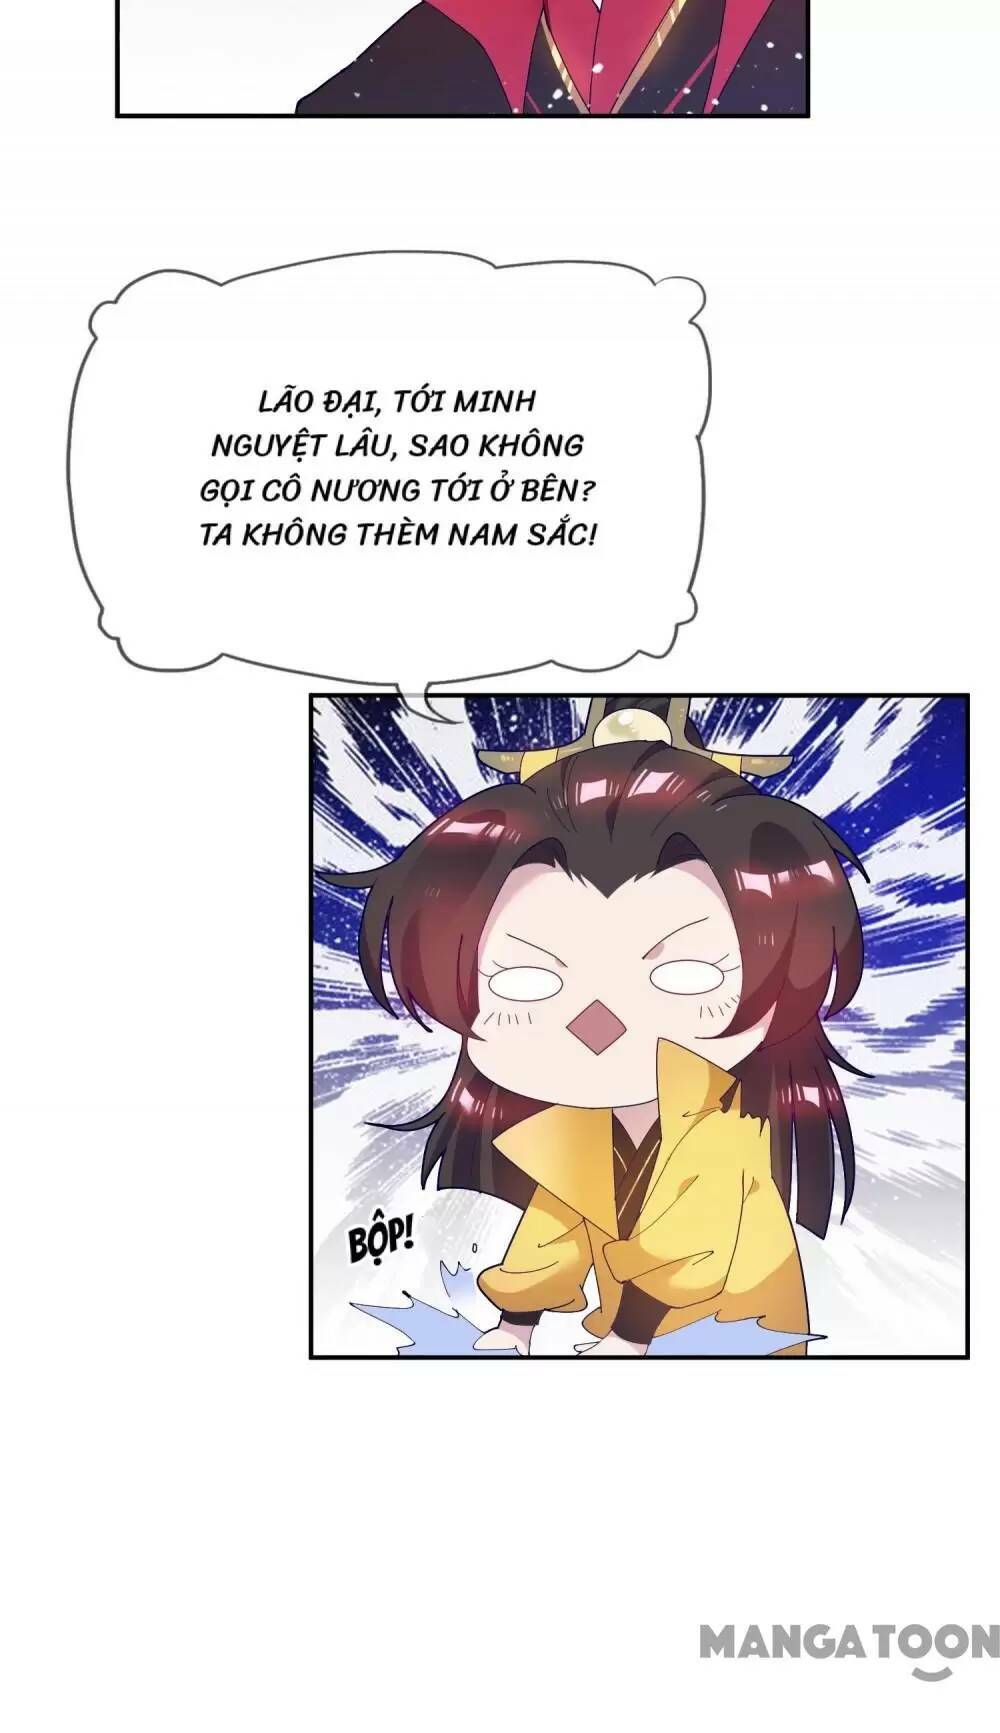 LÃO ĐẠI, TỚI MINH
NGUYỆT LÂU, SAO KHÔNG
GỌI CÔ NƯƠNG TỚI Ở BÊN?
TA KHÔNG THÈM NAM SẮC!
BỘP!
MANGATOON